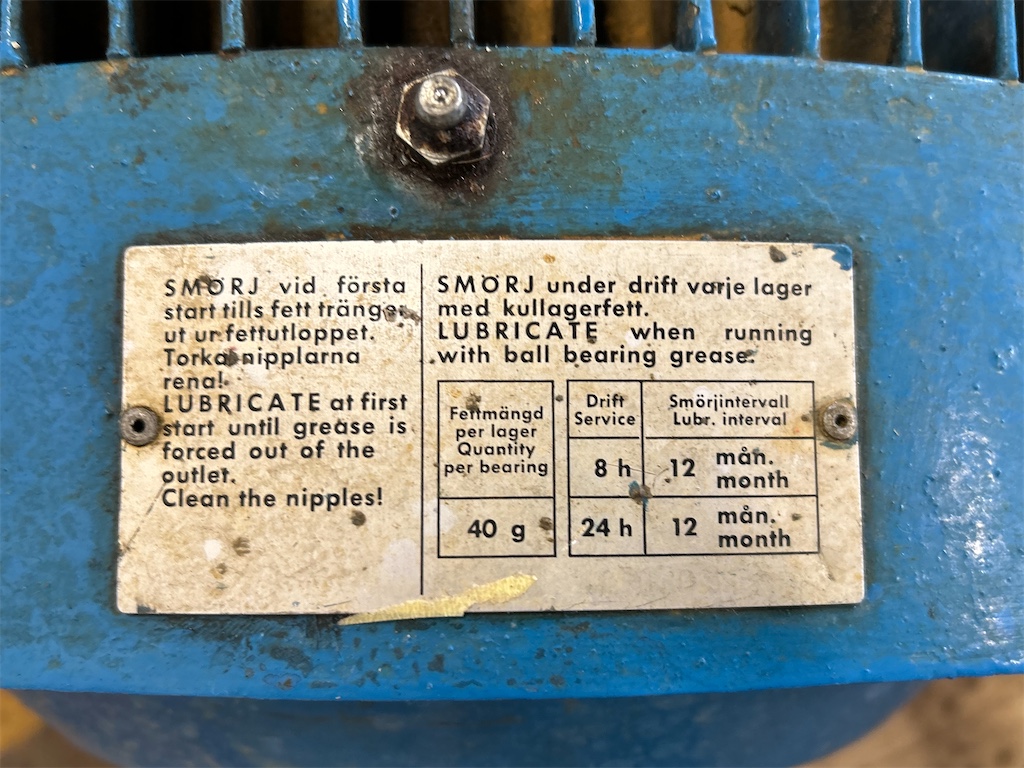 SMÖRJ vid första
start tills fett tränger
ut ur fettutloppet.
Torka nipplarna
rena!
LUBRICATE at first
start until grease is
forced out of the
outlet.
Clean the nipples!
SMÖRJ under drift varje lager
med kullagerfett.
LUBRICATE when running
with ball bearing grease.
Fettmängd
per lager
Quantity
per bearing
40 g
Drift
Service
Smörjintervall
Lubr. interval
8 h
12 mån.
month
24 h
12 mån.
month